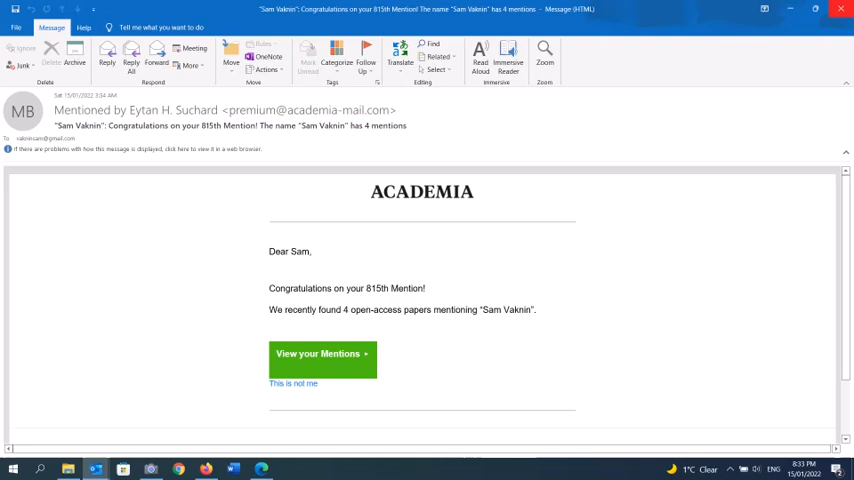 "Sam Vaknin": Congratulations on your 815th Mention! The name "Sam Vaknin" has 4 mentions - Message (HTML)
File Message Help Tell me what you want to do
Ignore
Junk
Delete
Archive
Reply
Reply All
Forward
Meeting
More
Move
Rules
OneNote
Actions
Mark Unread
Categorize
Follow Up
Translate
Find
Related
Select
Read Aloud
Immersive Reader
Zoom
Delete Respond Move Tags Editing Immersive Zoom
Sat 15/01/2022 3:34 AM
MB
Mentioned by Eytan H. Suchard <premium@academia-mail.com>
"Sam Vaknin": Congratulations on your 815th Mention! The name "Sam Vaknin" has 4 mentions
To vakninsam@gmail.com
If there are problems with how this message is displayed, click here to view it in a web browser.
ACADEMIA
Dear Sam,
Congratulations on your 815th Mention!
We recently found 4 open-access papers mentioning "Sam Vaknin".
View your Mentions
This is not me
1°C Clear
ENG
8:33 PM
15/01/2022
2